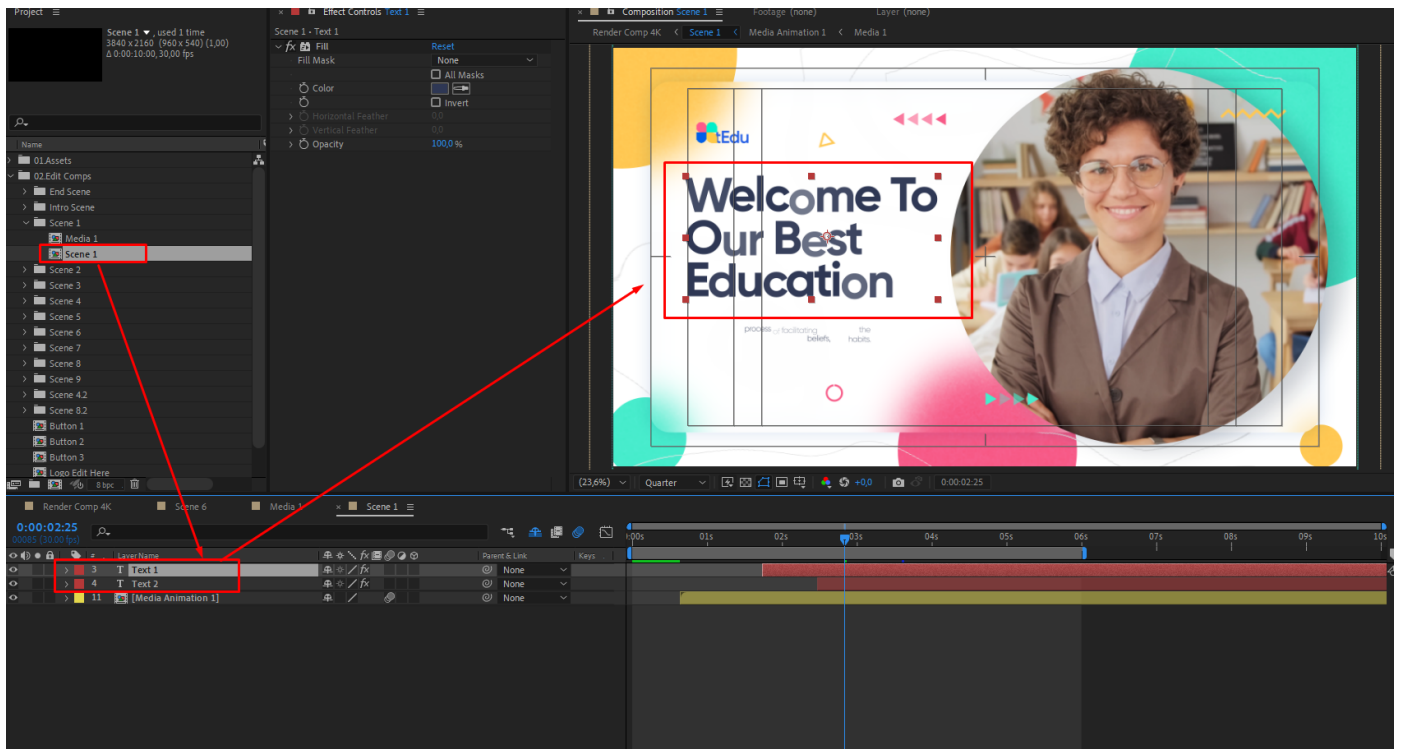 Project
Scene 1 ▼ , used 1 time
3840 x 2160 (960 x 540) (1,00)
Δ 0:00:10:00, 30,00 fps
Name
01.Assets
02.Edit Comps
End Scene
Intro Scene
Scene 1
Media 1
Scene 1
Scene 2
Scene 3
Scene 4
Scene 5
Scene 6
Scene 7
Scene 8
Scene 9
Scene 4.2
Scene 8.2
Button 1
Button 2
Button 3
Logo Edit Here
8 bpc
Effect Controls Text 1
Scene 1 • Text 1
fx Fill Reset
Fill Mask None
All Masks
Color
Invert
Horizontal Feather 0,0
Vertical Feather 0,0
Opacity 100,0 %
Composition Scene 1 Footage (none) Layer (none)
Render Comp 4K Scene 1 Media Animation 1 Media 1
tEdu
Welcome To
Our Best
Education
process of facilitating the
beliefs, habits.
(23,6%) Quarter +0,0 0:00:02:25
Render Comp 4K Scene 6 Media 1 Scene 1
0:00:02:25
00085 (30.00 fps)
# Layer Name fx Parent & Link Keys
3 T Text 1 fx None
4 T Text 2 fx None
11 [Media Animation 1] None
:00s 01s 02s 03s 04s 05s 06s 07s 08s 09s 10s